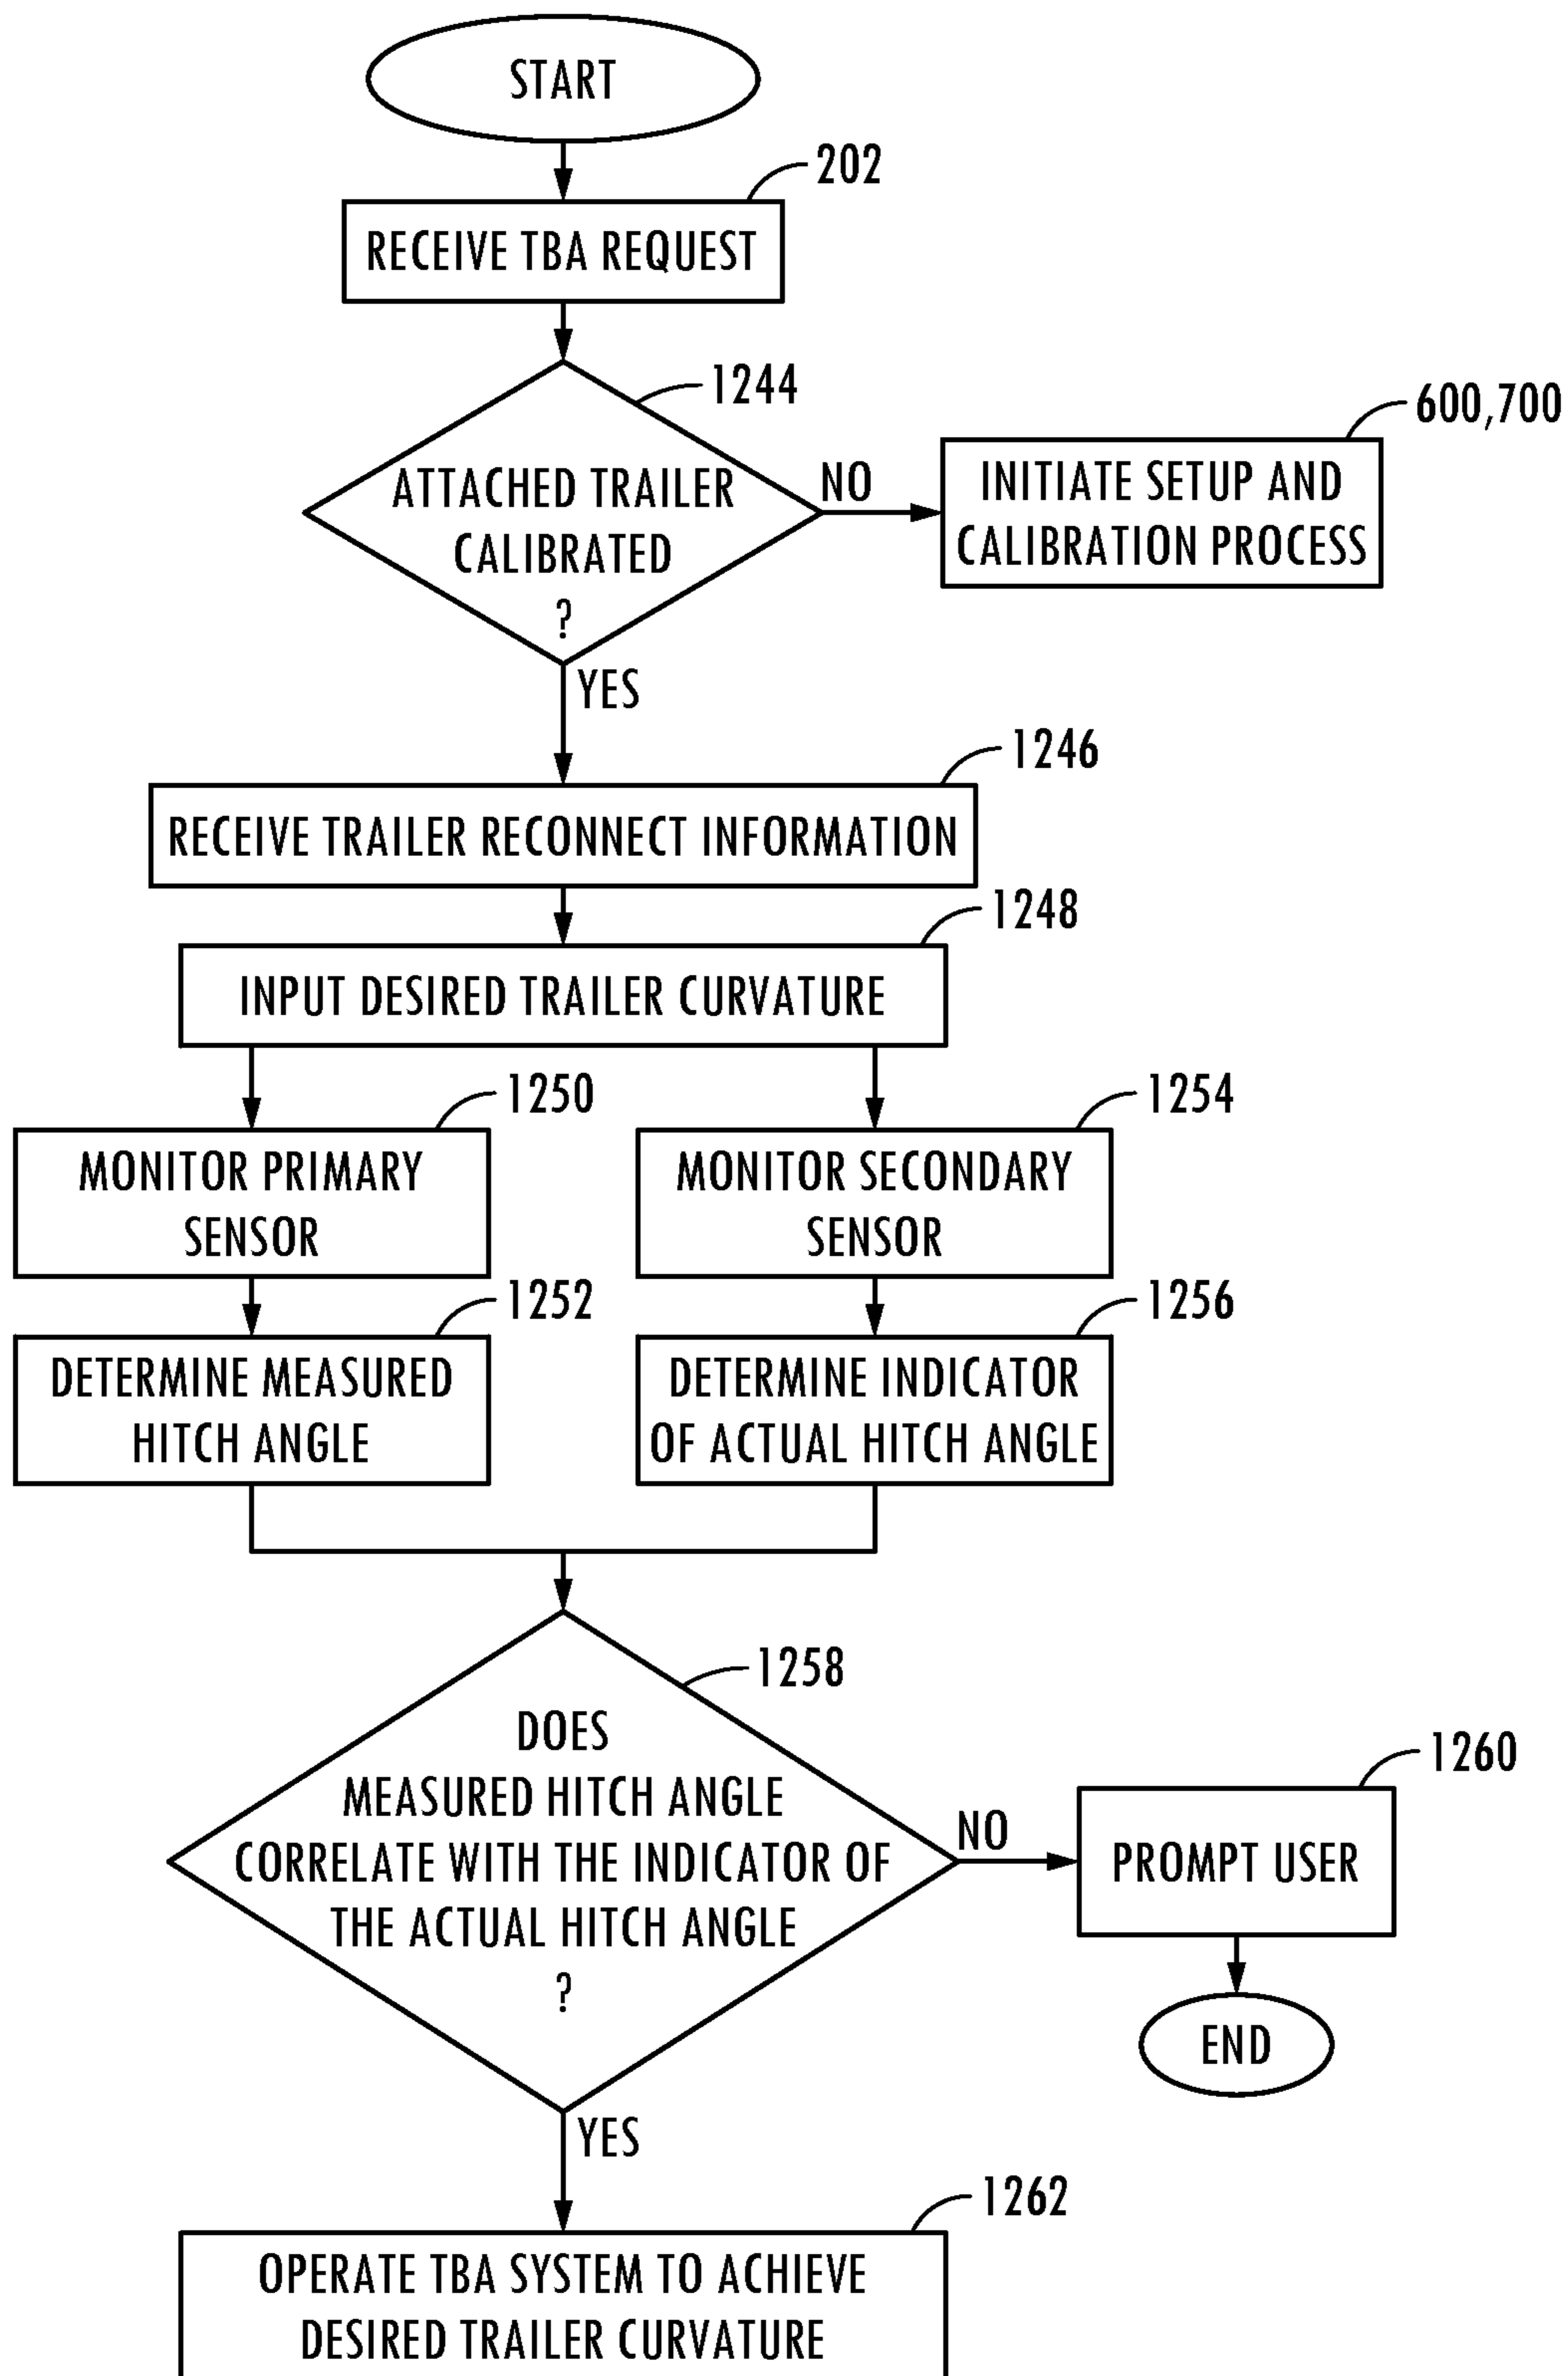 START
202
RECEIVE TBA REQUEST
1244
ATTACHED TRAILER
CALIBRATED
?
NO
600,700
INITIATE SETUP AND
CALIBRATION PROCESS
YES
1246
RECEIVE TRAILER RECONNECT INFORMATION
1248
INPUT DESIRED TRAILER CURVATURE
1250
MONITOR PRIMARY
SENSOR
1254
MONITOR SECONDARY
SENSOR
1252
DETERMINE MEASURED
HITCH ANGLE
1256
DETERMINE INDICATOR
OF ACTUAL HITCH ANGLE
1258
DOES
MEASURED HITCH ANGLE
CORRELATE WITH THE INDICATOR OF
THE ACTUAL HITCH ANGLE
?
NO
1260
PROMPT USER
END
YES
1262
OPERATE TBA SYSTEM TO ACHIEVE
DESIRED TRAILER CURVATURE